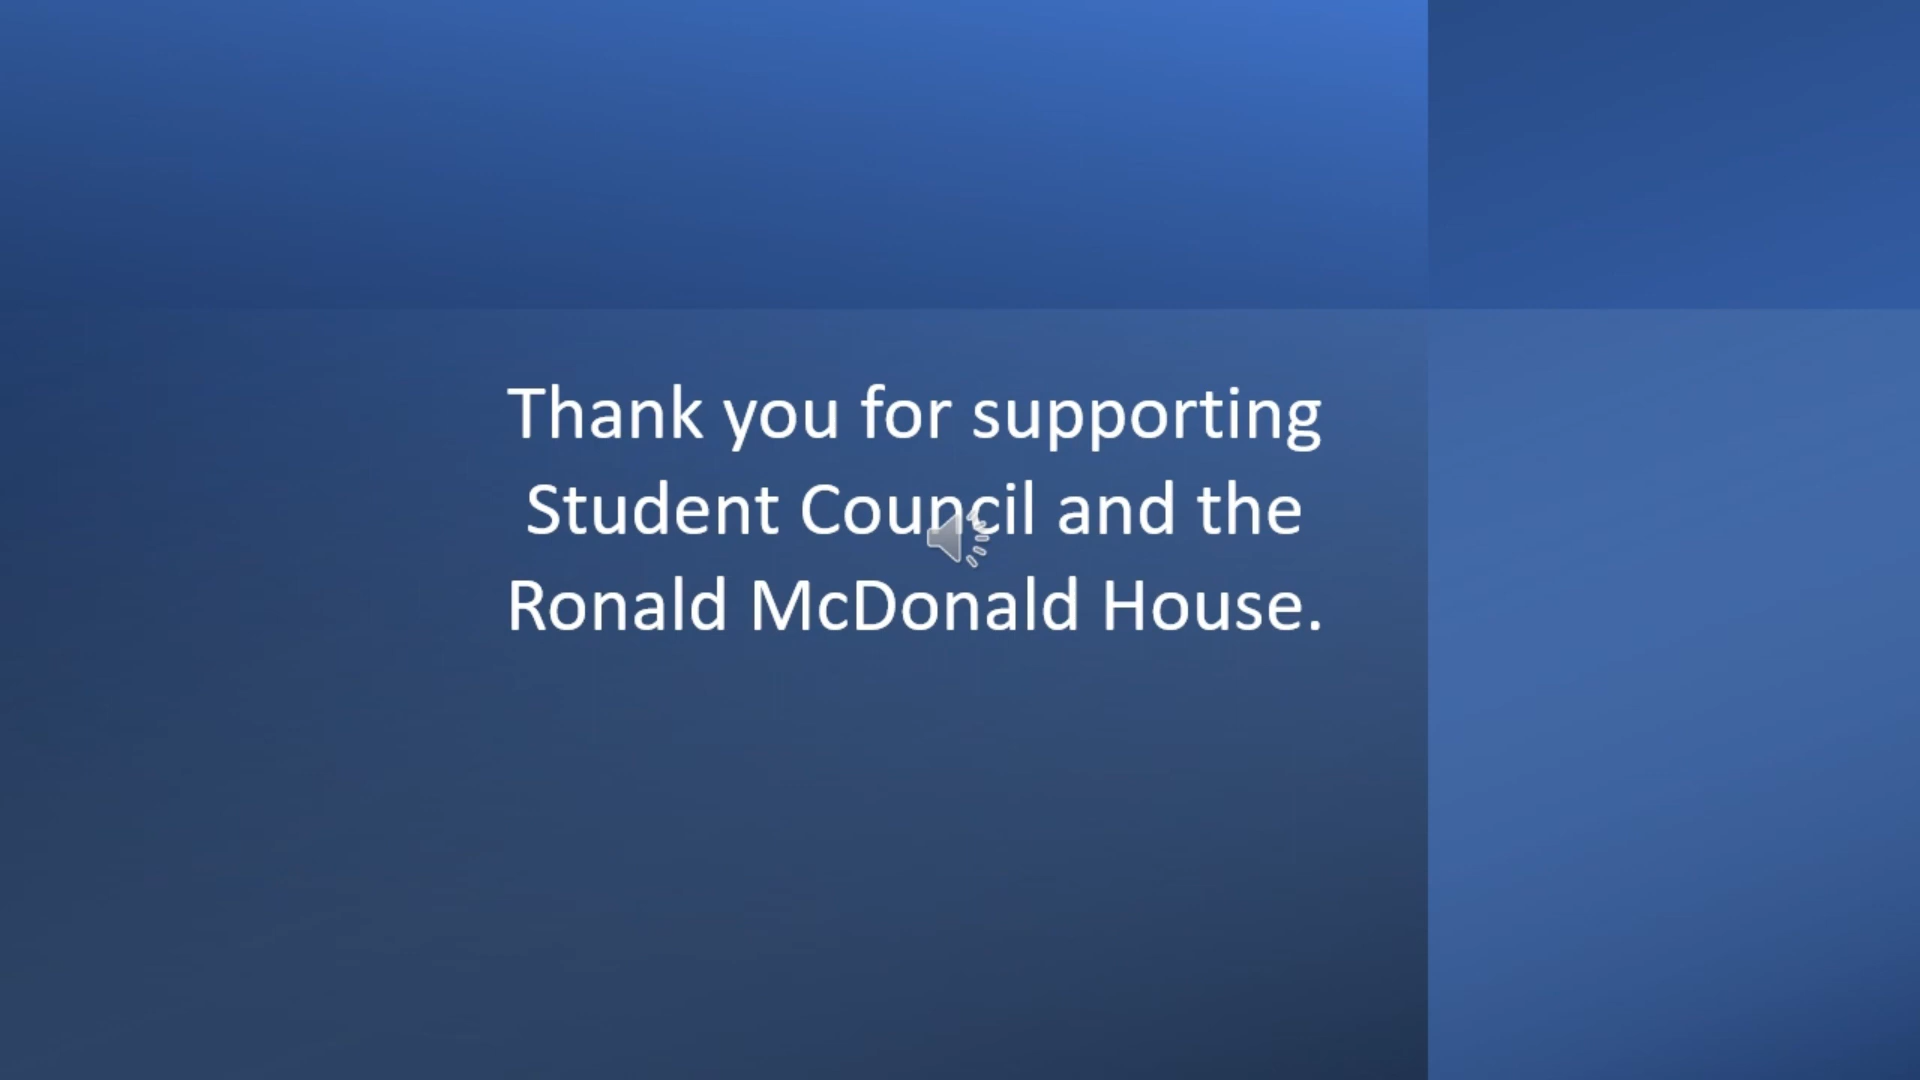 Thank you for supporting
Student Council and the
Ronald McDonald House.